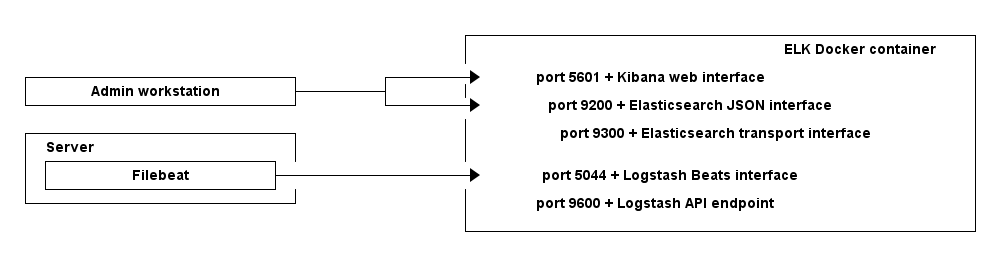 ELK Docker container
port 5601 + Kibana web interface
Admin workstation
port 9200 + Elasticsearch JSON interface
port 9300 + Elasticsearch transport interface
Server
Filebeat
port 5044 + Logstash Beats interface
port 9600 + Logstash API endpoint